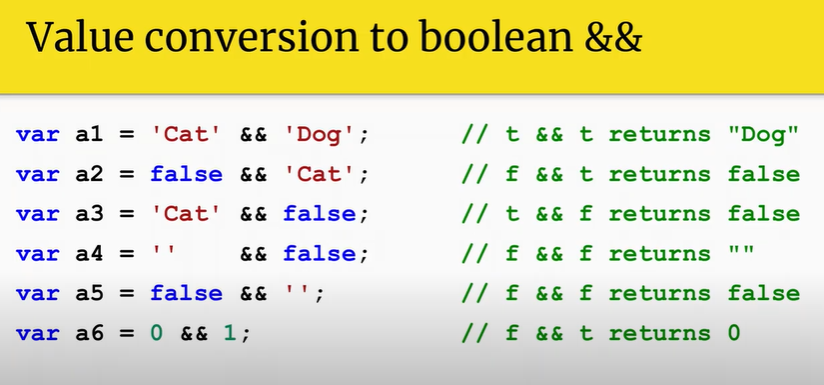 Value conversion to boolean &&
var a1 = 'Cat' && 'Dog';      // t && t returns "Dog"
var a2 = false && 'Cat';      // f && t returns false
var a3 = 'Cat' && false;      // t && f returns false
var a4 = ''    && false;      // f && f returns ""
var a5 = false && '';         // f && f returns false
var a6 = 0 && 1;              // f && t returns 0